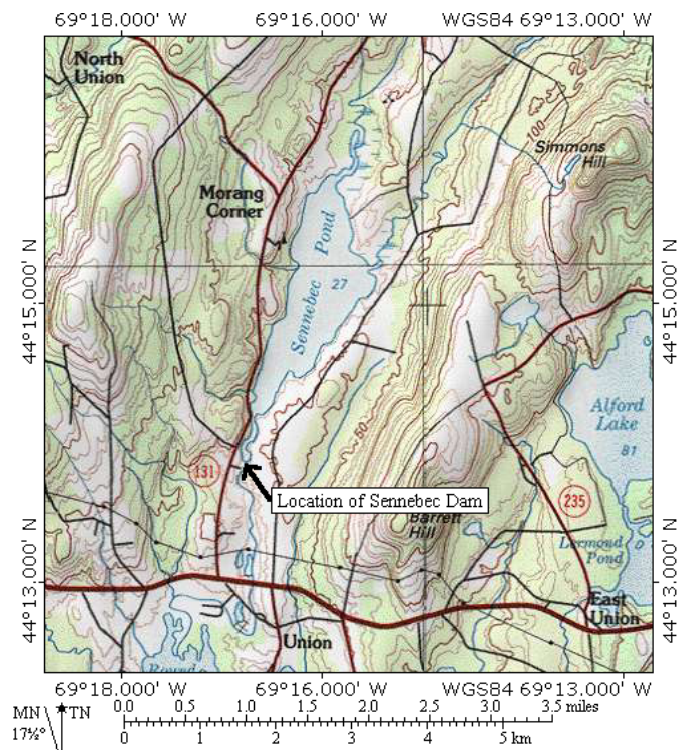 69°18.000' W 69°16.000' W WGS84 69°13.000' W
North
Union
100
Simmons
Hill
Morang
Corner
Sennebec Pond
27
44°15.000' N
44°15.000' N
Alford
Lake
81
60
131
Location of Sennebec Dam
235
Barrett
Hill
Lermond
Pond
44°13.000' N
44°13.000' N
East
Union
Union
Round
69°18.000' W 69°16.000' W WGS84 69°13.000' W
MN TN
17½°
0.0 0.5 1.0 1.5 2.0 2.5 3.0 3.5 miles
0 1 2 3 4 5 km